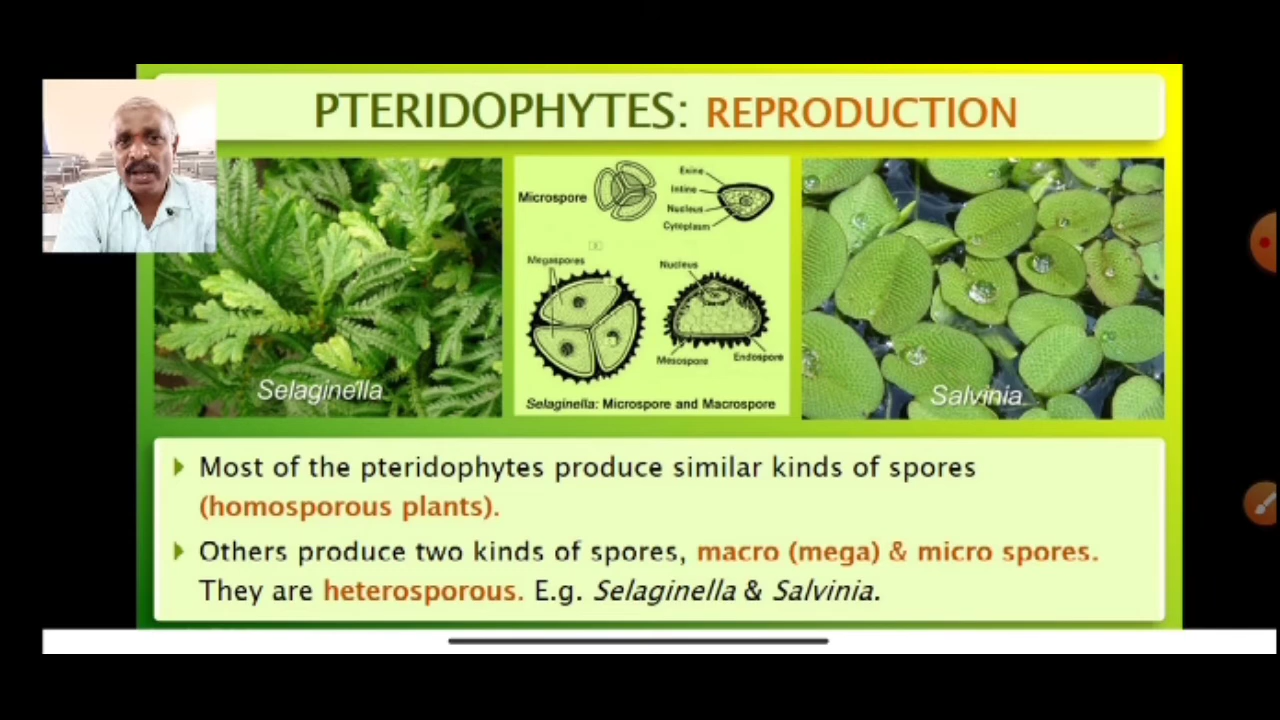 PTERIDOPHYTES: REPRODUCTION
Selaginella
Microspore
Exine
Intine
Nucleus
Cytoplasm
Megaspores
Nucleus
Mesospore
Endospore
Selaginella: Microspore and Macrospore
Salvinia
Most of the pteridophytes produce similar kinds of spores
(homosporous plants).
Others produce two kinds of spores, macro (mega) & micro spores.
They are heterosporous. E.g. Selaginella & Salvinia.